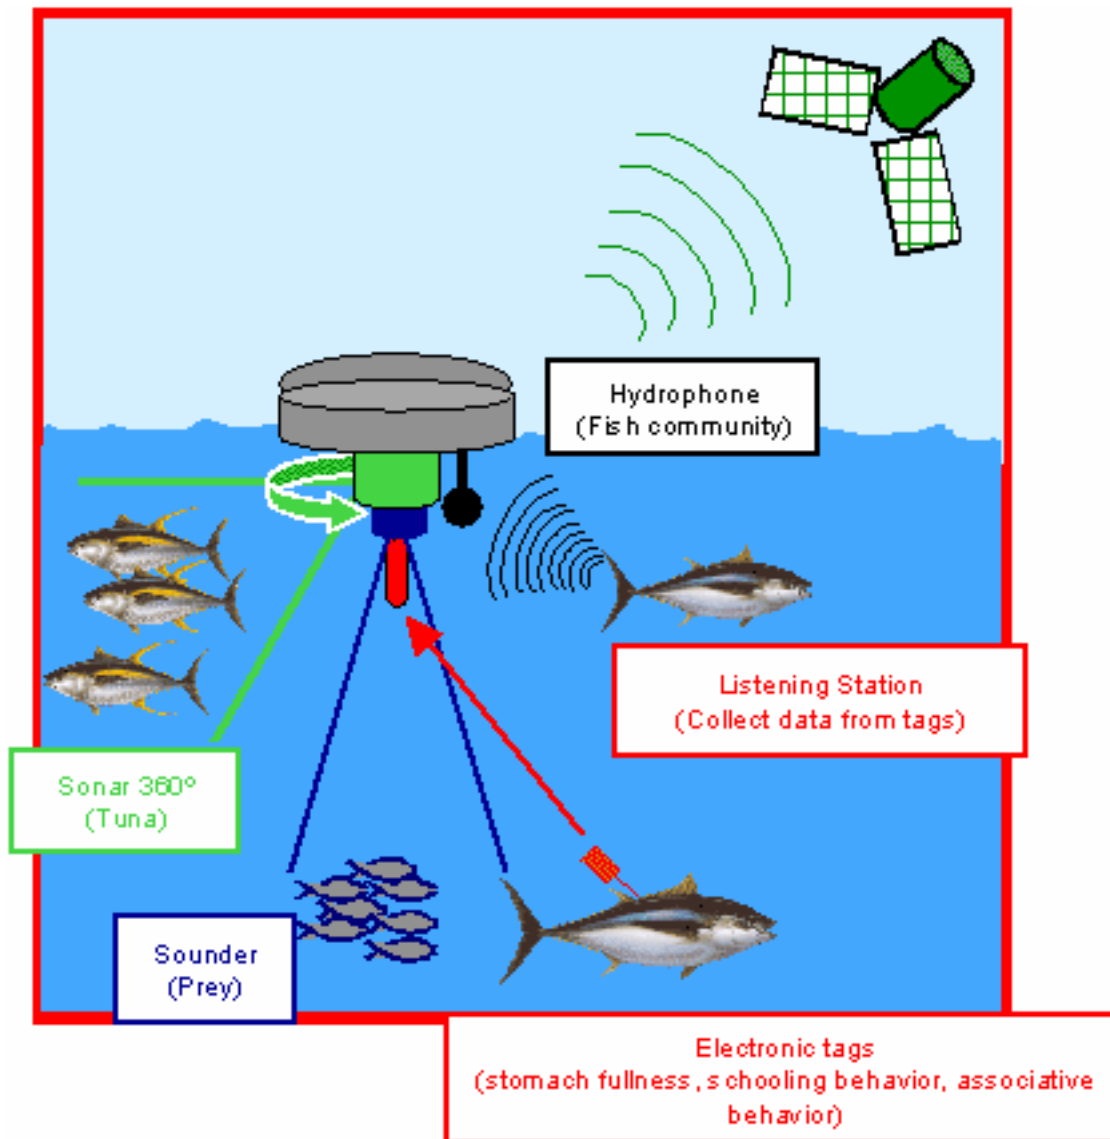 Hydrophone
(Fish community)
Listening Station
(Collect data from tags)
Sonar 360º
(Tuna)
Sounder
(Prey)
Electronic tags
(stomach fullness, schooling behavior, associative
behavior)